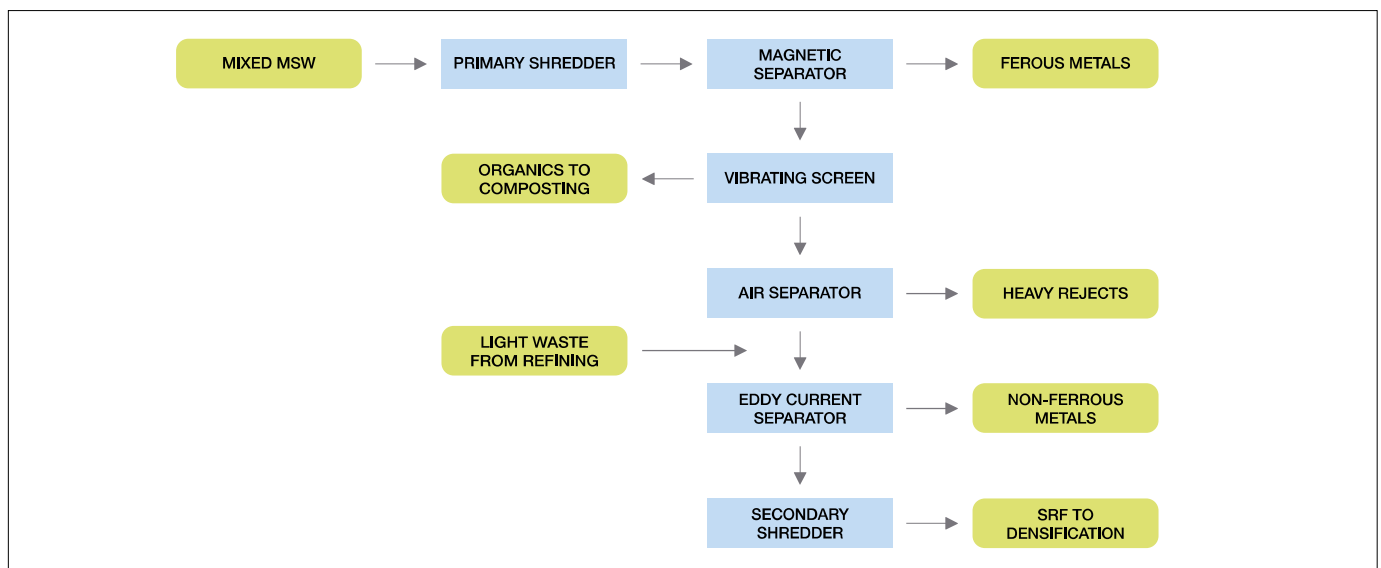 MIXED MSW
PRIMARY SHREDDER
MAGNETIC
SEPARATOR
FEROUS METALS
ORGANICS TO
COMPOSTING
VIBRATING SCREEN
AIR SEPARATOR
HEAVY REJECTS
LIGHT WASTE
FROM REFINING
EDDY CURRENT
SEPARATOR
NON-FERROUS
METALS
SECONDARY
SHREDDER
SRF TO
DENSIFICATION